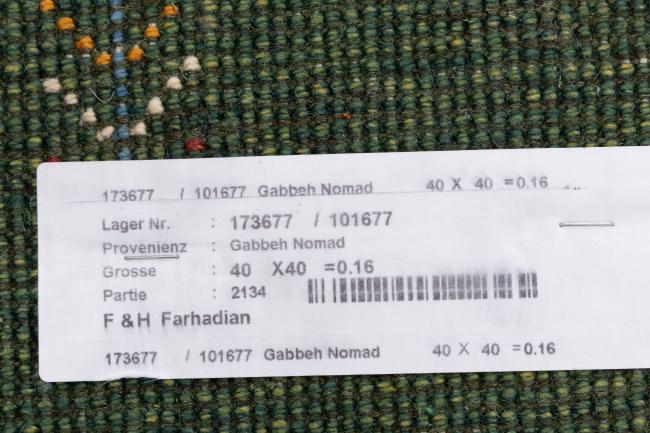 173677 / 101677 Gabbeh Nomad 40 X 40 =0.16
Lager Nr. : 173677 / 101677
Provenienz : Gabbeh Nomad
Grosse : 40 X40 =0.16
Partie : 2134
F & H Farhadian
173677 / 101677 Gabbeh Nomad 40 X 40 =0.16